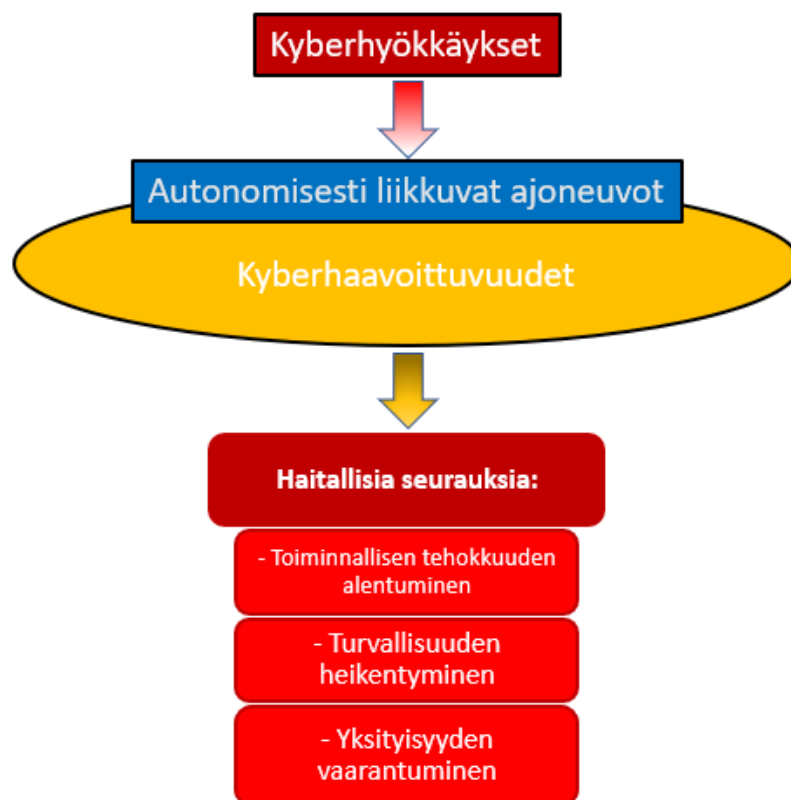 Kyberhyökkäykset
Autonomisesti liikkuvat ajoneuvot
Kyberhaavoittuvuudet
Haitallisia seurauksia:
- Toiminnallisen tehokkuuden
alentuminen
- Turvallisuuden
heikentyminen
- Yksityisyyden
vaarantuminen